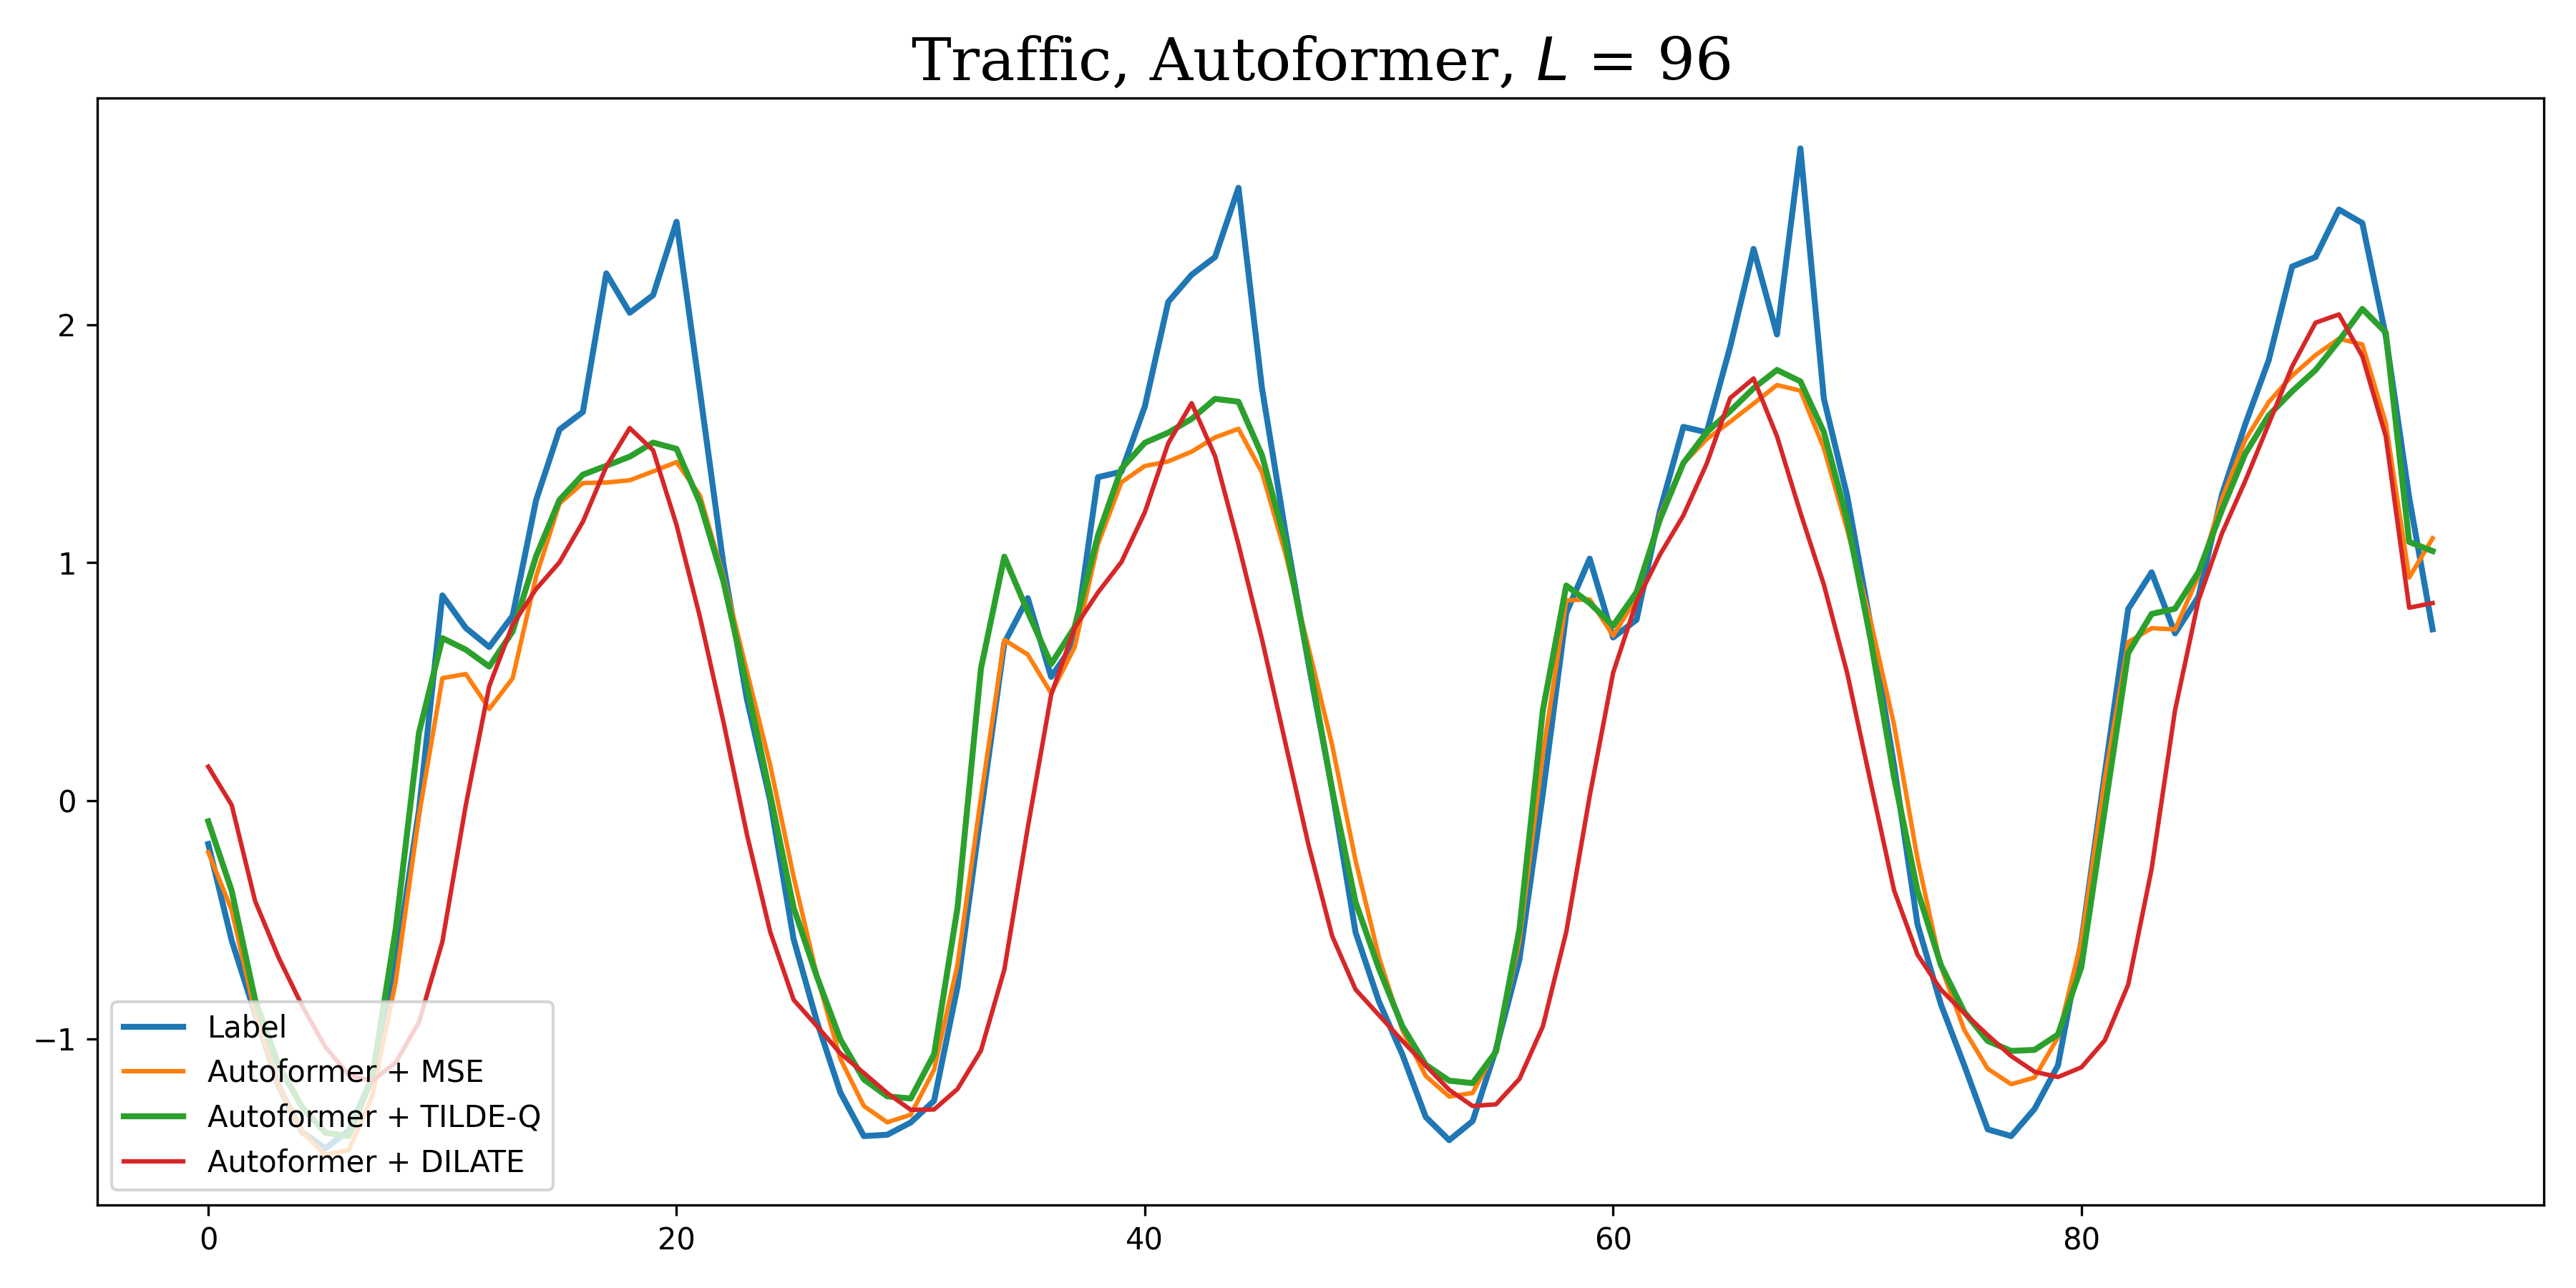 Traffic, Autoformer, L = 96
2
1
0
−1
Label
Autoformer + MSE
Autoformer + TILDE-Q
Autoformer + DILATE
0 20 40 60 80